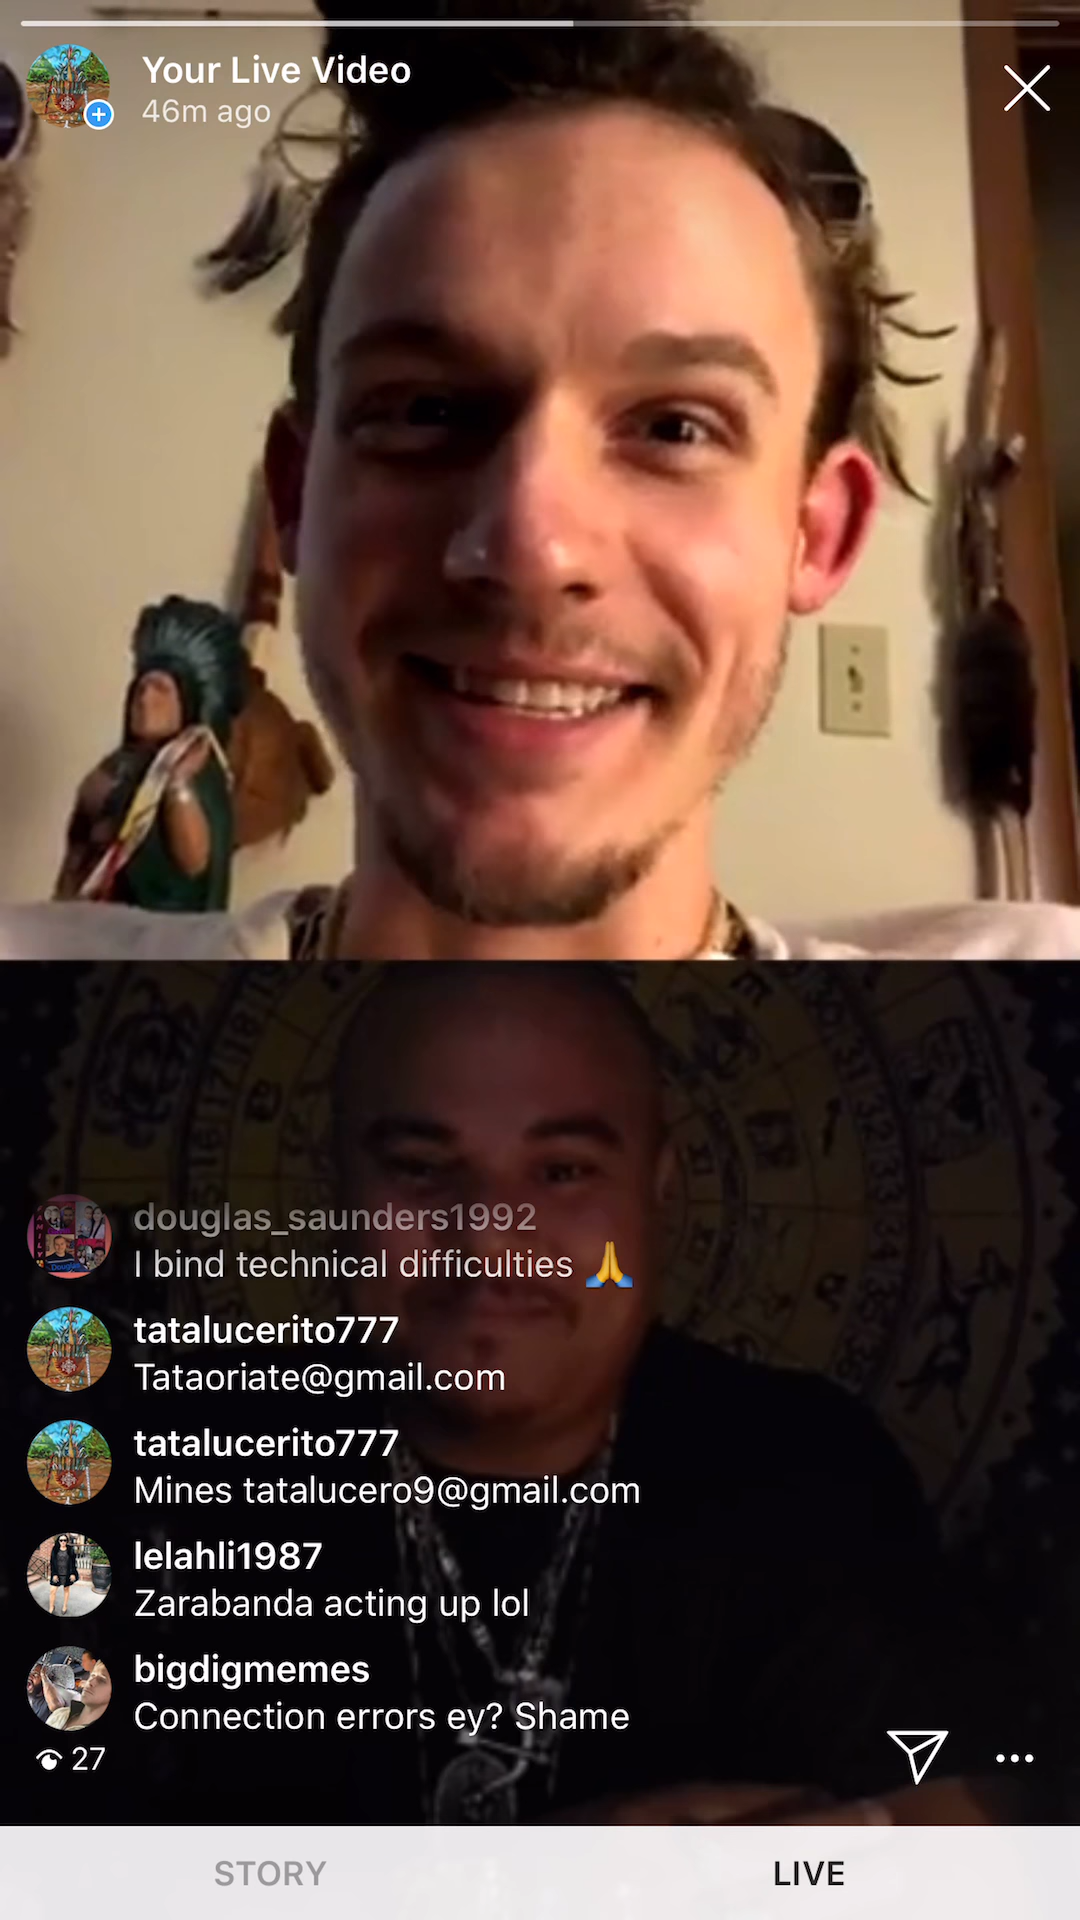 Your Live Video
46m ago
douglas_saunders1992
I bind technical difficulties 🙏
tatalucerito777
Tataoriate@gmail.com
tatalucerito777
Mines tatalucero9@gmail.com
lelahli1987
Zarabanda acting up lol
bigdigmemes
Connection errors ey? Shame
27
STORY
LIVE